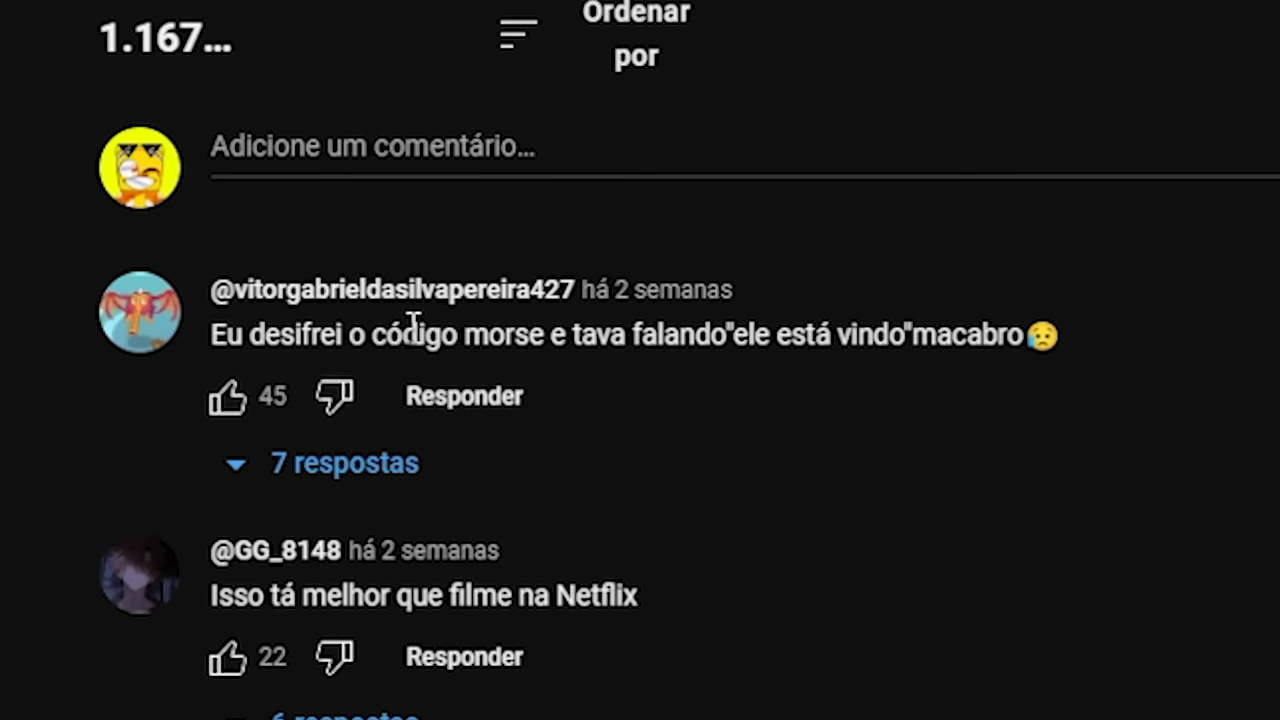 1.167...
Ordenar
por
Adicione um comentário...
@vitorgabrieldasilvapereira427 há 2 semanas
Eu desifrei o código morse e tava falando"ele está vindo"macabro😥
45 Responder
7 respostas
@GG_8148 há 2 semanas
Isso tá melhor que filme na Netflix
22 Responder
6 respostas